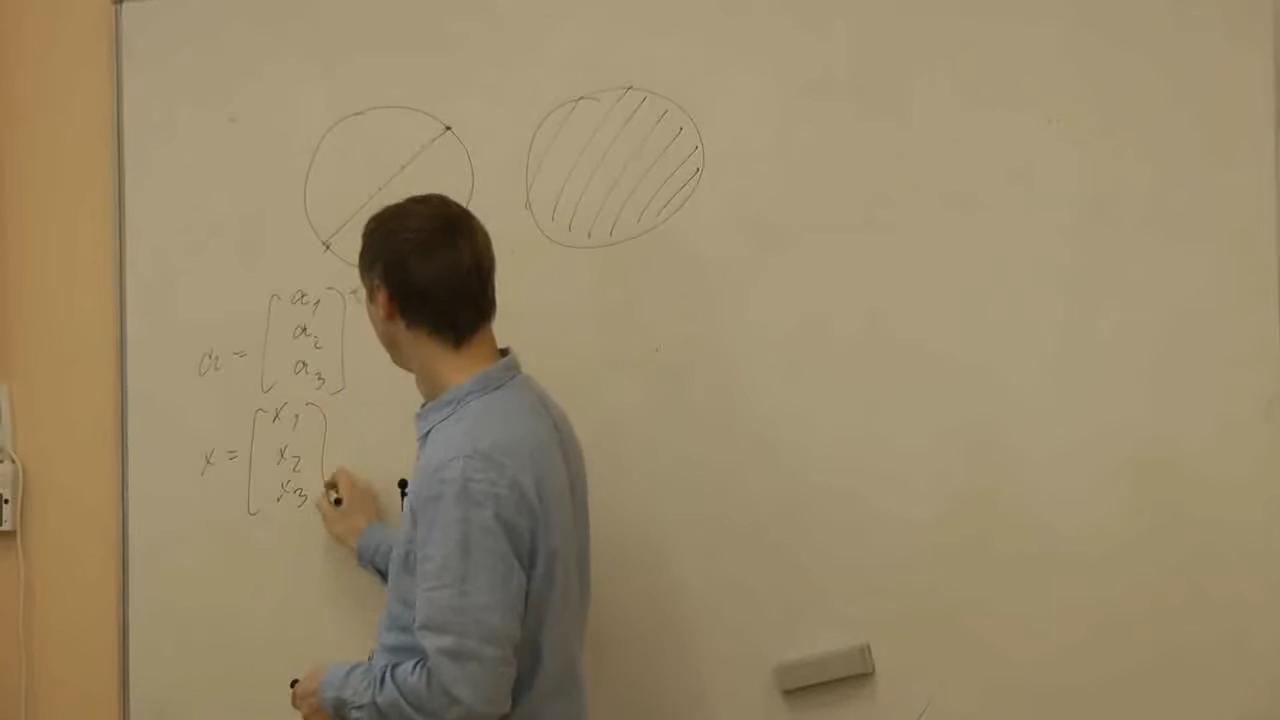 a = [a₁
a₂
a₃]
x = [x₁
x₂
x₃]